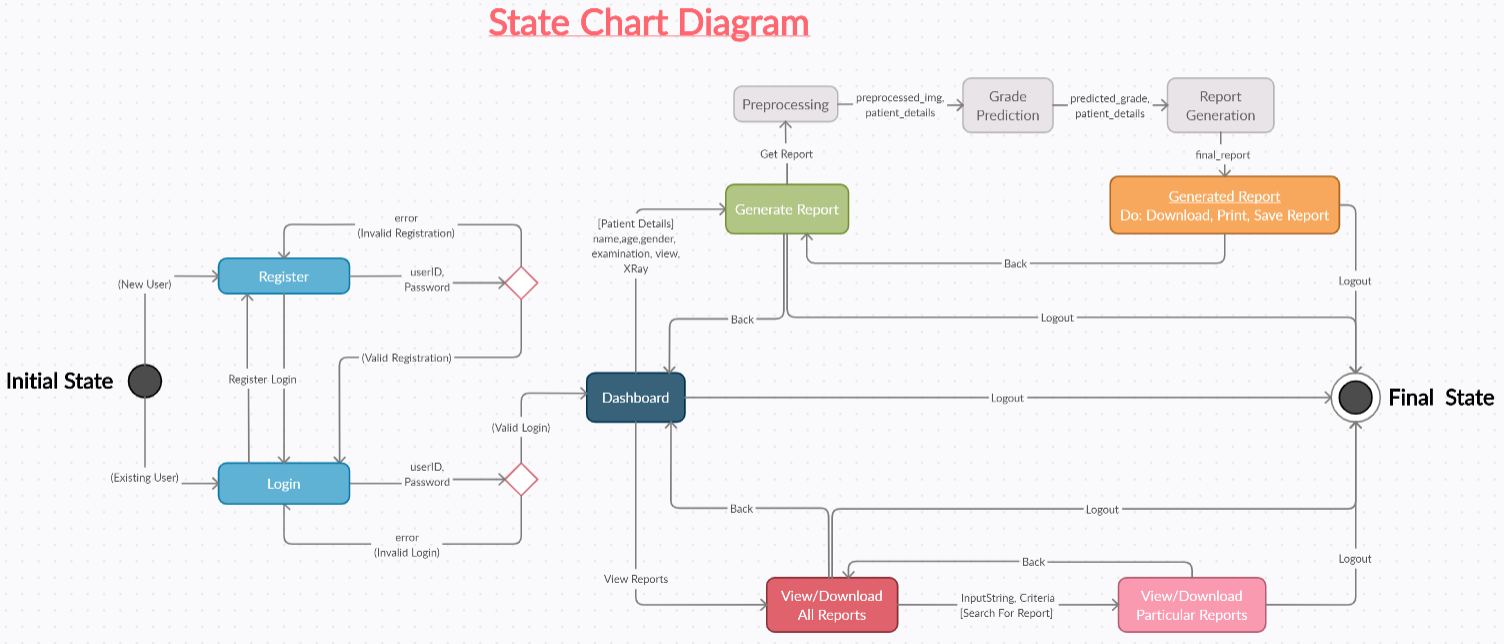 State Chart Diagram
Preprocessing
preprocessed_img,
patient_details
Grade
Prediction
predicted_grade,
patient_details
Report
Generation
Get Report
final_report
Generate Report
Generated Report
Do: Download, Print, Save Report
[Patient Details]
name,age,gender,
examination, view,
XRay
error
(Invalid Registration)
Register
userID,
Password
(New User)
Back
Logout
Back
Logout
(Valid Registration)
Initial State
Register Login
Dashboard
Logout
Final State
(Valid Login)
(Existing User)
Login
userID,
Password
error
(Invalid Login)
Back
Logout
View Reports
Back
Logout
View/Download
All Reports
InputString, Criteria
[Search For Report]
View/Download
Particular Reports